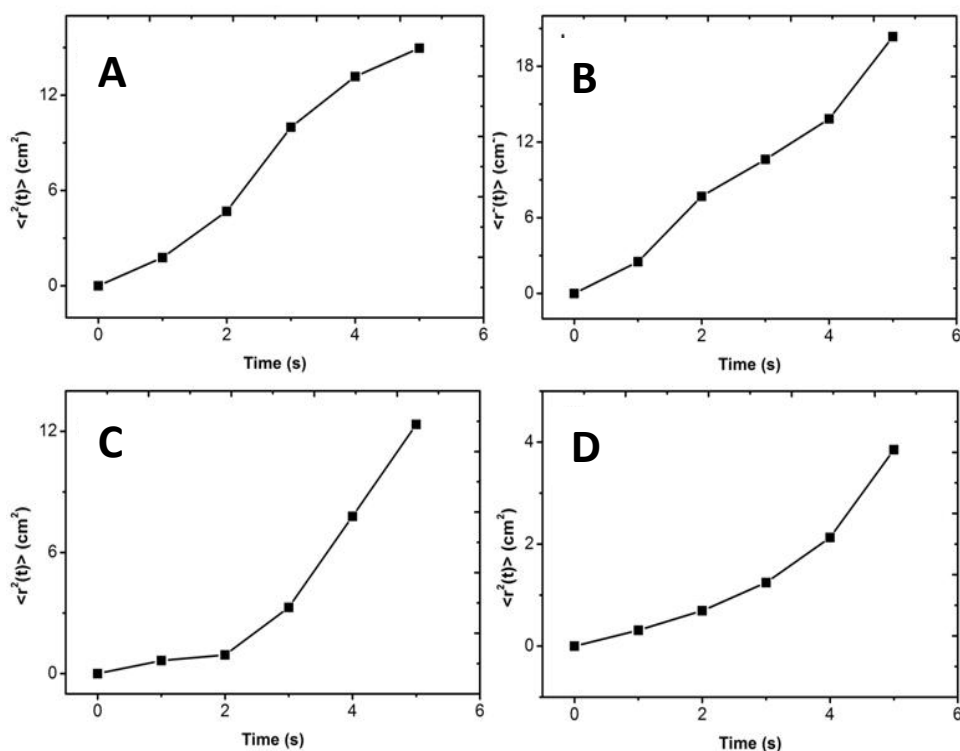 A
<r²(t)> (cm²)
12
6
0
0 2 4 6
Time (s)
B
<r⁻(t)> (cm⁻)
18
12
6
0
0 2 4 6
Time (s)
C
<r²(t)> (cm²)
12
6
0
0 2 4 6
Time (s)
D
<r²(t)> (cm²)
4
2
0
0 2 4 6
Time (s)